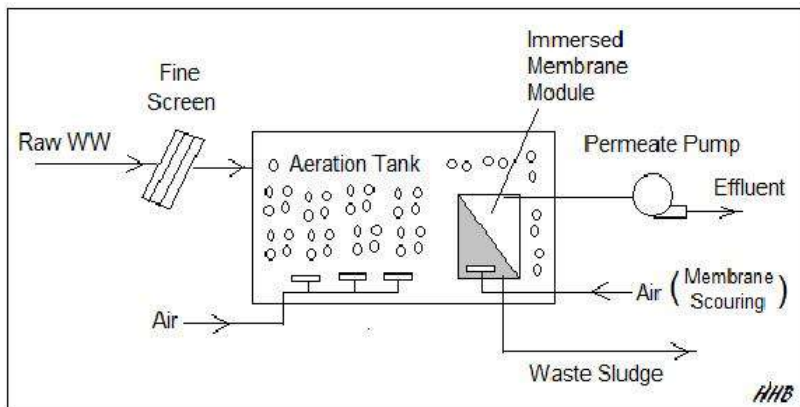 Immersed
Membrane
Module
Fine
Screen
Raw WW
Aeration Tank
Permeate Pump
Effluent
Air
Air (Membrane
Scouring)
Waste Sludge
HHB